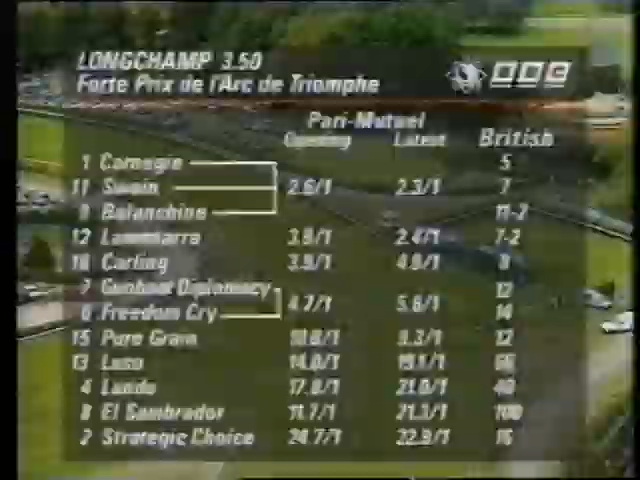 LONGCHAMP 3.50
BBC
Forte Prix de l'Arc de Triomphe
Pari-Mutuel
Opening Latest British
1 Carnegie 5
11 Swain 2.6/1 2.3/1 7
9 Balanchine 11-2
12 Lammtarra 3.9/1 2.4/1 7-2
16 Carling 3.9/1 4.9/1 8
7 Gunboat Diplomacy 12
6 Freedom Cry 4.7/1 5.6/1 14
15 Pure Grain 9.3/1 12
13 Luso 14.0/1 19.1/1 66
4 Lando 17.8/1 21.0/1 40
8 El Sembrador 11.7/1 21.3/1 100
2 Strategic Choice 24.7/1 22.9/1 16